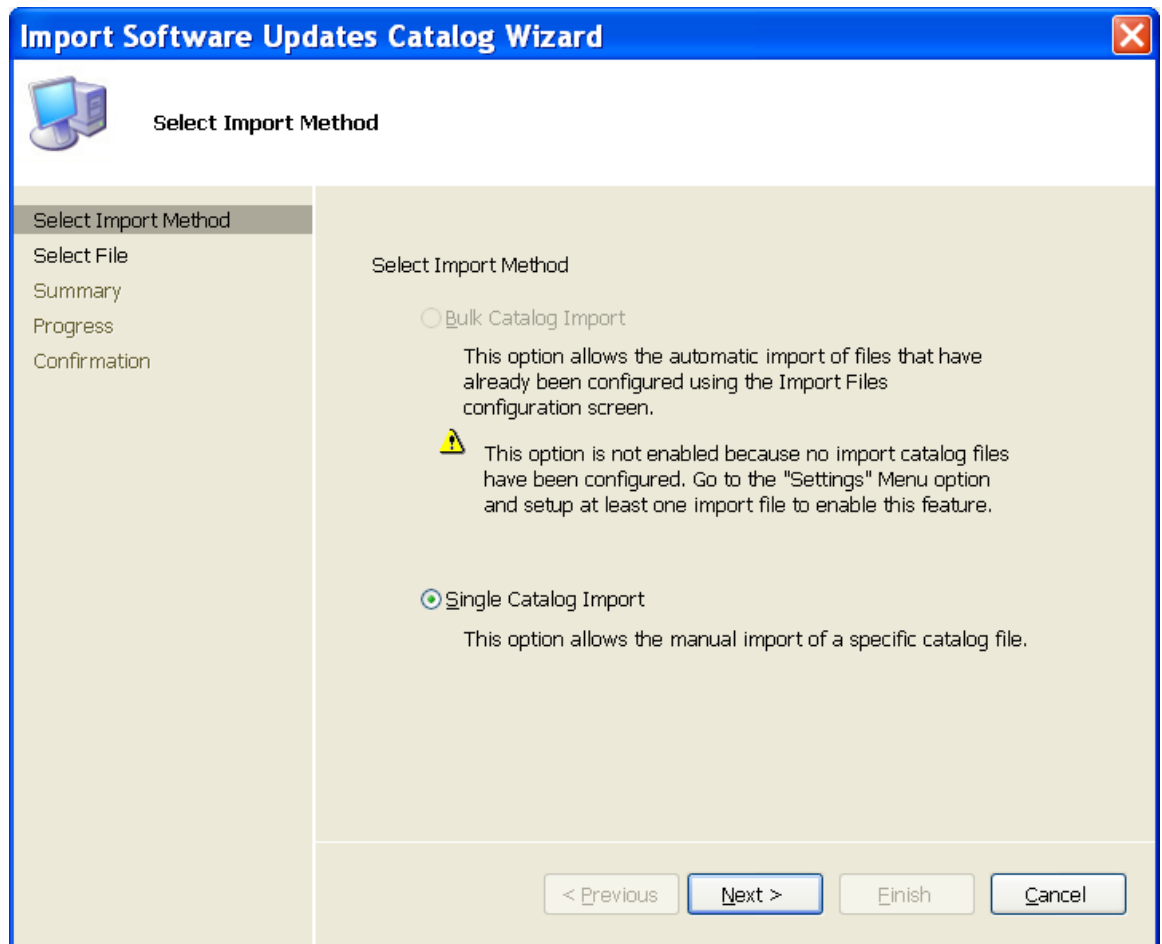 Import Software Updates Catalog Wizard
Select Import Method
Select Import Method
Select File
Summary
Progress
Confirmation
Select Import Method
Bulk Catalog Import
This option allows the automatic import of files that have
already been configured using the Import Files
configuration screen.
This option is not enabled because no import catalog files
have been configured. Go to the "Settings" Menu option
and setup at least one import file to enable this feature.
Single Catalog Import
This option allows the manual import of a specific catalog file.
< Previous
Next >
Finish
Cancel